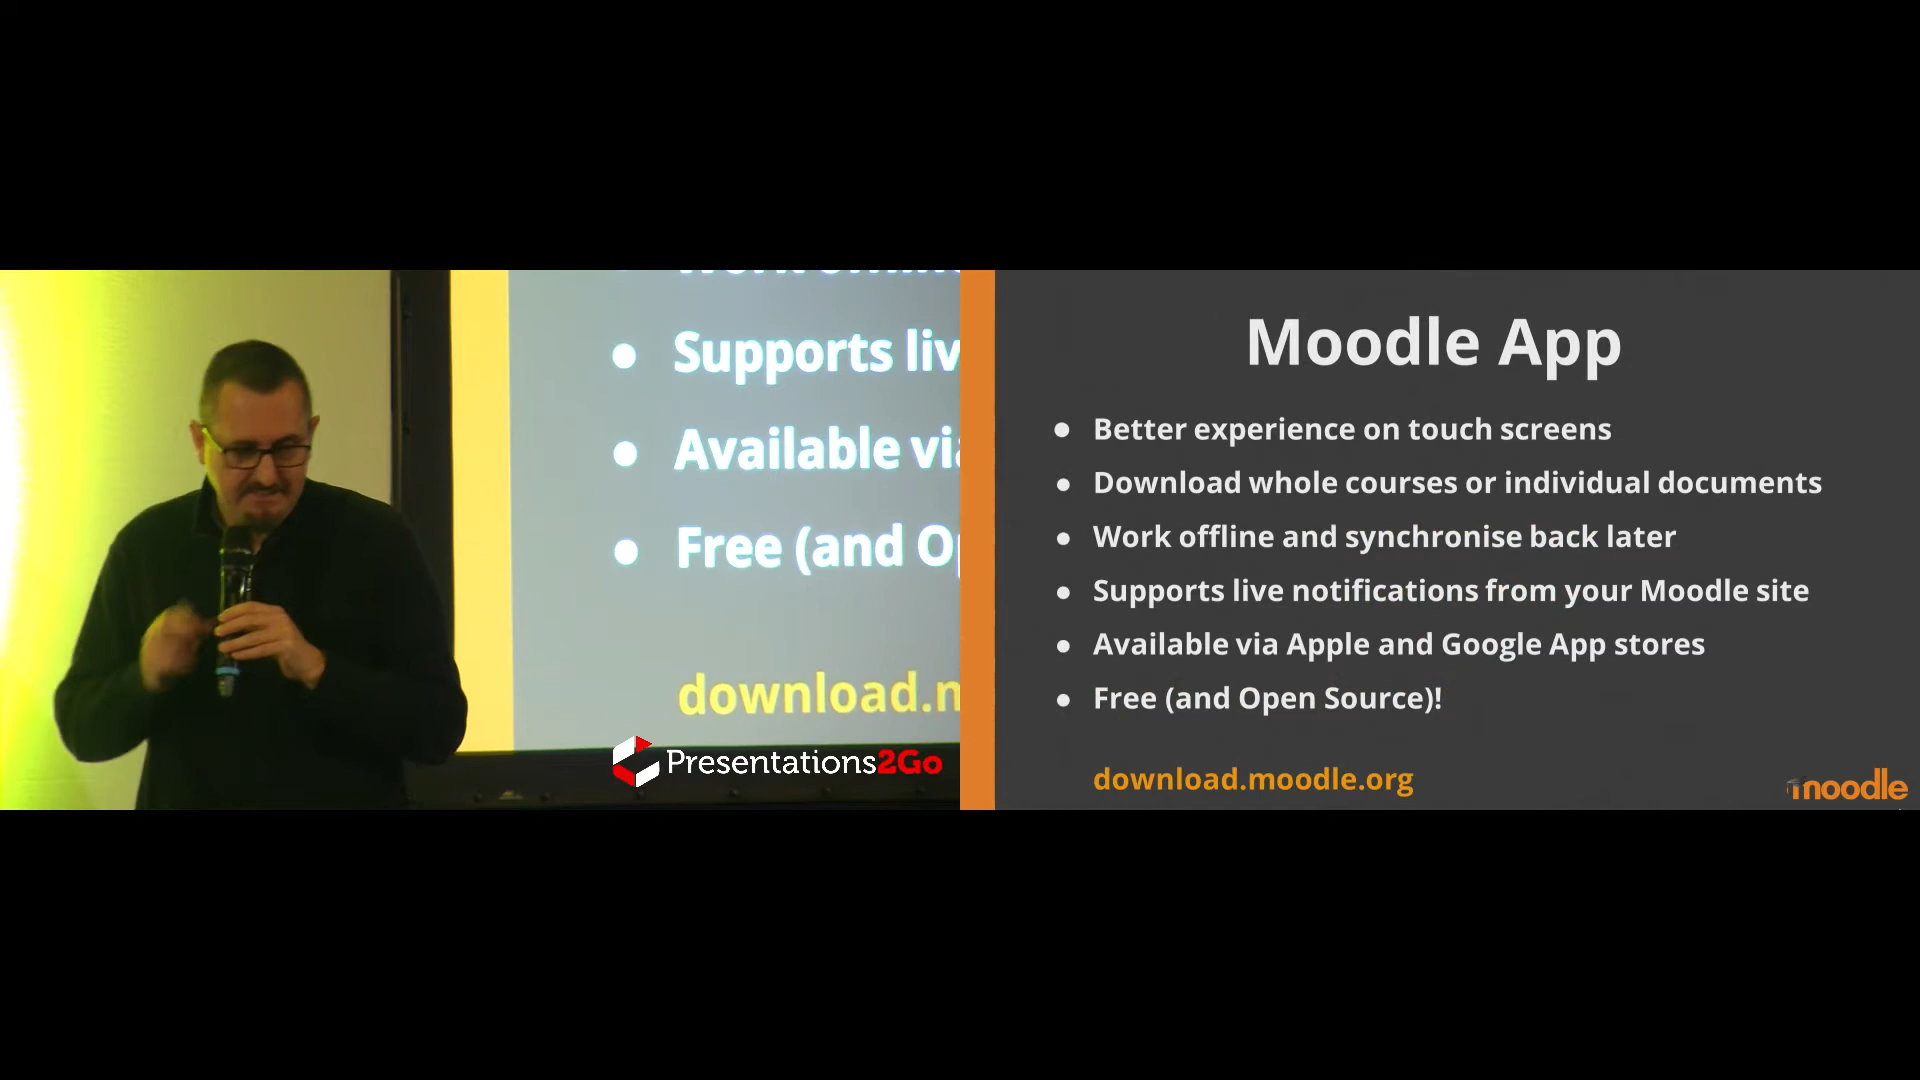 Supports liv
Available via
Free (and Op
download.m
Presentations2Go
Moodle App
● Better experience on touch screens
● Download whole courses or individual documents
● Work offline and synchronise back later
● Supports live notifications from your Moodle site
● Available via Apple and Google App stores
● Free (and Open Source)!
download.moodle.org
moodle